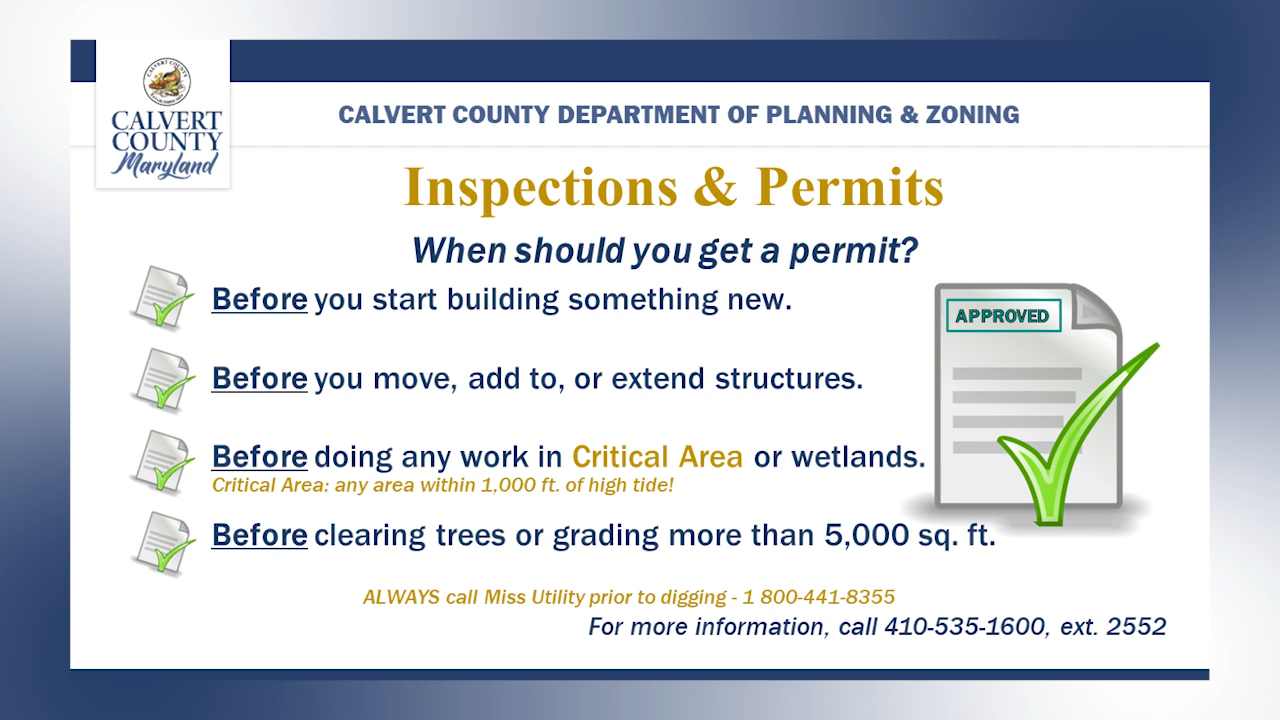 CALVERT COUNTY
CALVERT
COUNTY
Maryland
CALVERT COUNTY DEPARTMENT OF PLANNING & ZONING
Inspections & Permits
When should you get a permit?
Before you start building something new.
APPROVED
Before you move, add to, or extend structures.
Before doing any work in Critical Area or wetlands.
Critical Area: any area within 1,000 ft. of high tide!
Before clearing trees or grading more than 5,000 sq. ft.
ALWAYS call Miss Utility prior to digging - 1 800-441-8355
For more information, call 410-535-1600, ext. 2552